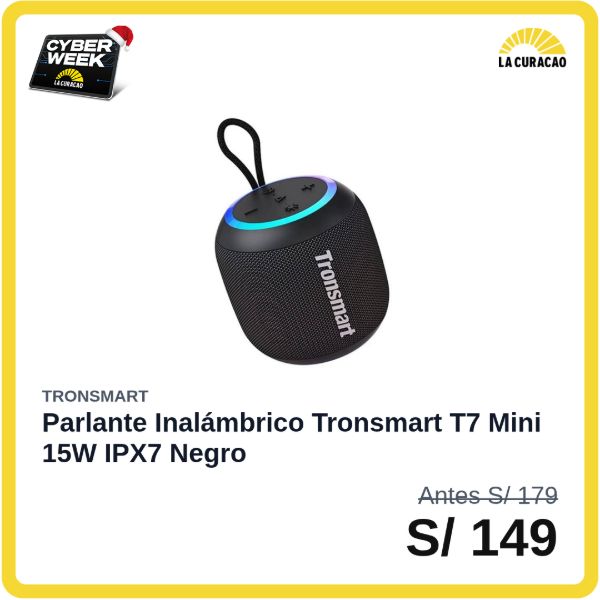 CYBER
WEEK
LA CURACAO
LA CURACAO
Tronsmart
TRONSMART
Parlante Inalámbrico Tronsmart T7 Mini
15W IPX7 Negro
Antes S/ 179
S/ 149